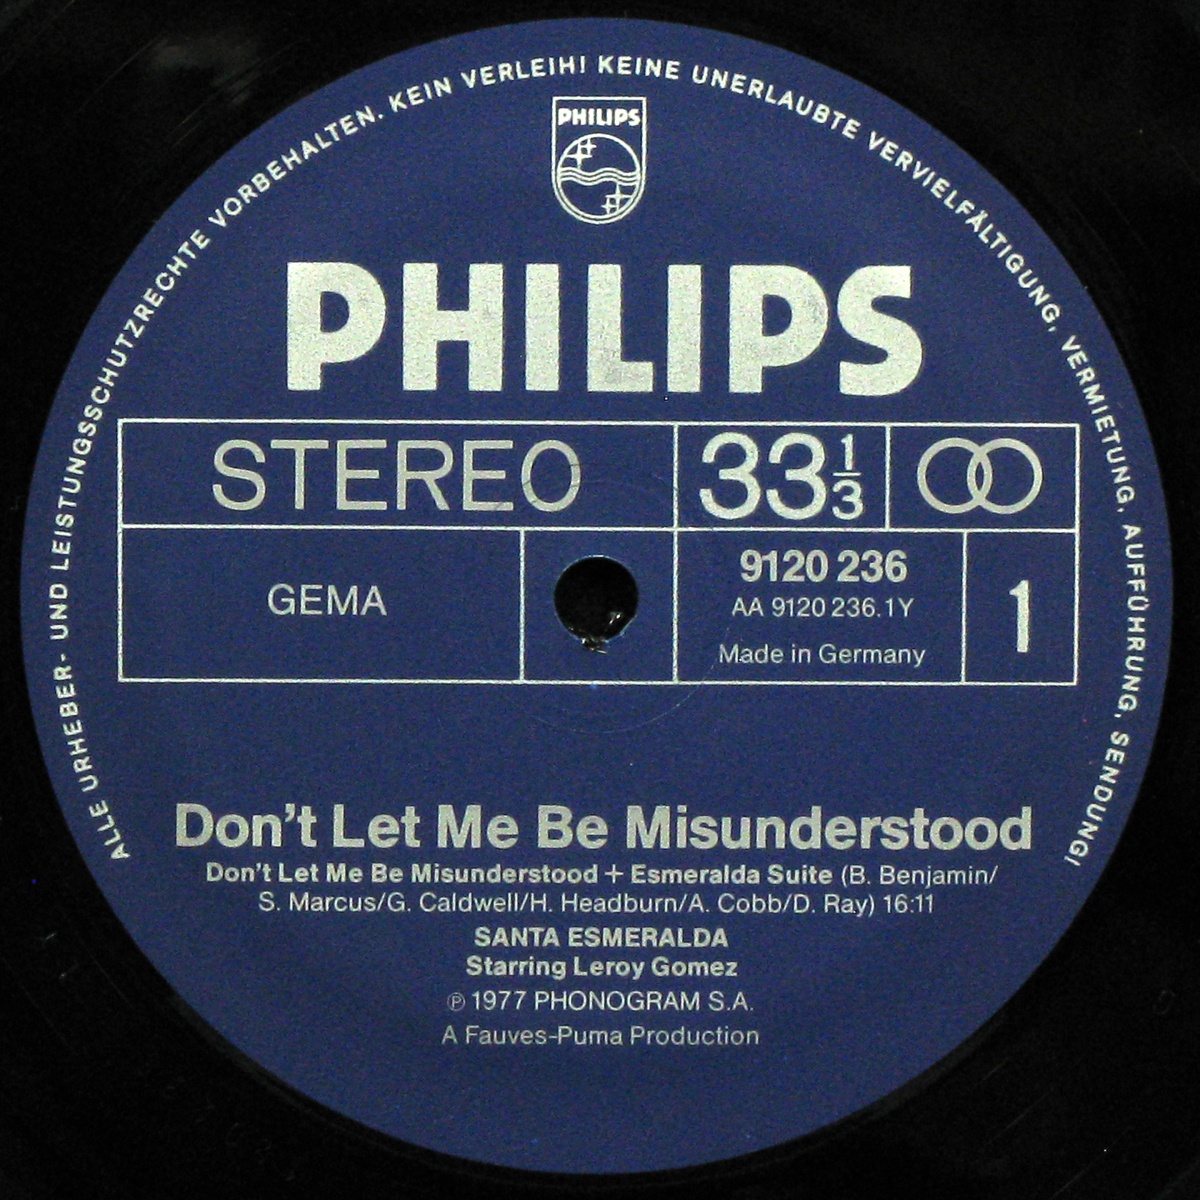 ALLE URHEBER- UND LEISTUNGSSCHUTZRECHTE VORBEHALTEN. KEIN VERLEIH! KEINE UNERLAUBTE VERVIELFÄLTIGUNG, VERMIETUNG, AUFFÜHRUNG, SENDUNG!
PHILIPS
PHILIPS
STEREO 33 1/3
GEMA
9120 236
AA 9120 236.1Y
Made in Germany
1
Don't Let Me Be Misunderstood
Don't Let Me Be Misunderstood + Esmeralda Suite (B. Benjamin/
S. Marcus/G. Caldwell/H. Headburn/A. Cobb/D. Ray) 16:11
SANTA ESMERALDA
Starring Leroy Gomez
℗ 1977 PHONOGRAM S.A.
A Fauves-Puma Production